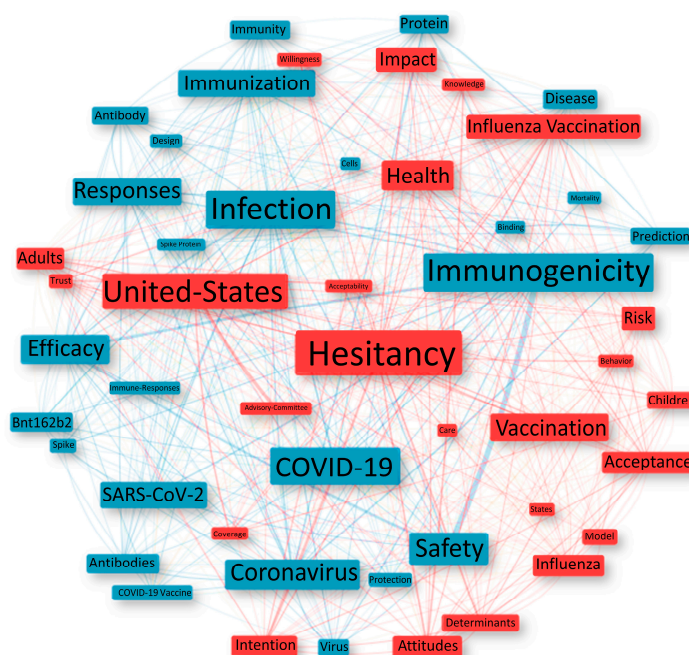 Immunity
Protein
Willingness
Impact
Immunization
Knowledge
Disease
Antibody
Influenza Vaccination
Design
Cells
Health
Responses
Mortality
Infection
Binding
Prediction
Spike Protein
Adults
Immunogenicity
Trust
United-States
Acceptability
Risk
Efficacy
Hesitancy
Behavior
Immune-Responses
Childre
Advisory-Committee
Bnt162b2
Vaccination
Care
Spike
Acceptance
COVID-19
SARS-CoV-2
States
Coverage
Model
Safety
Antibodies
Influenza
Coronavirus
Protection
COVID-19 Vaccine
Determinants
Intention
Virus
Attitudes